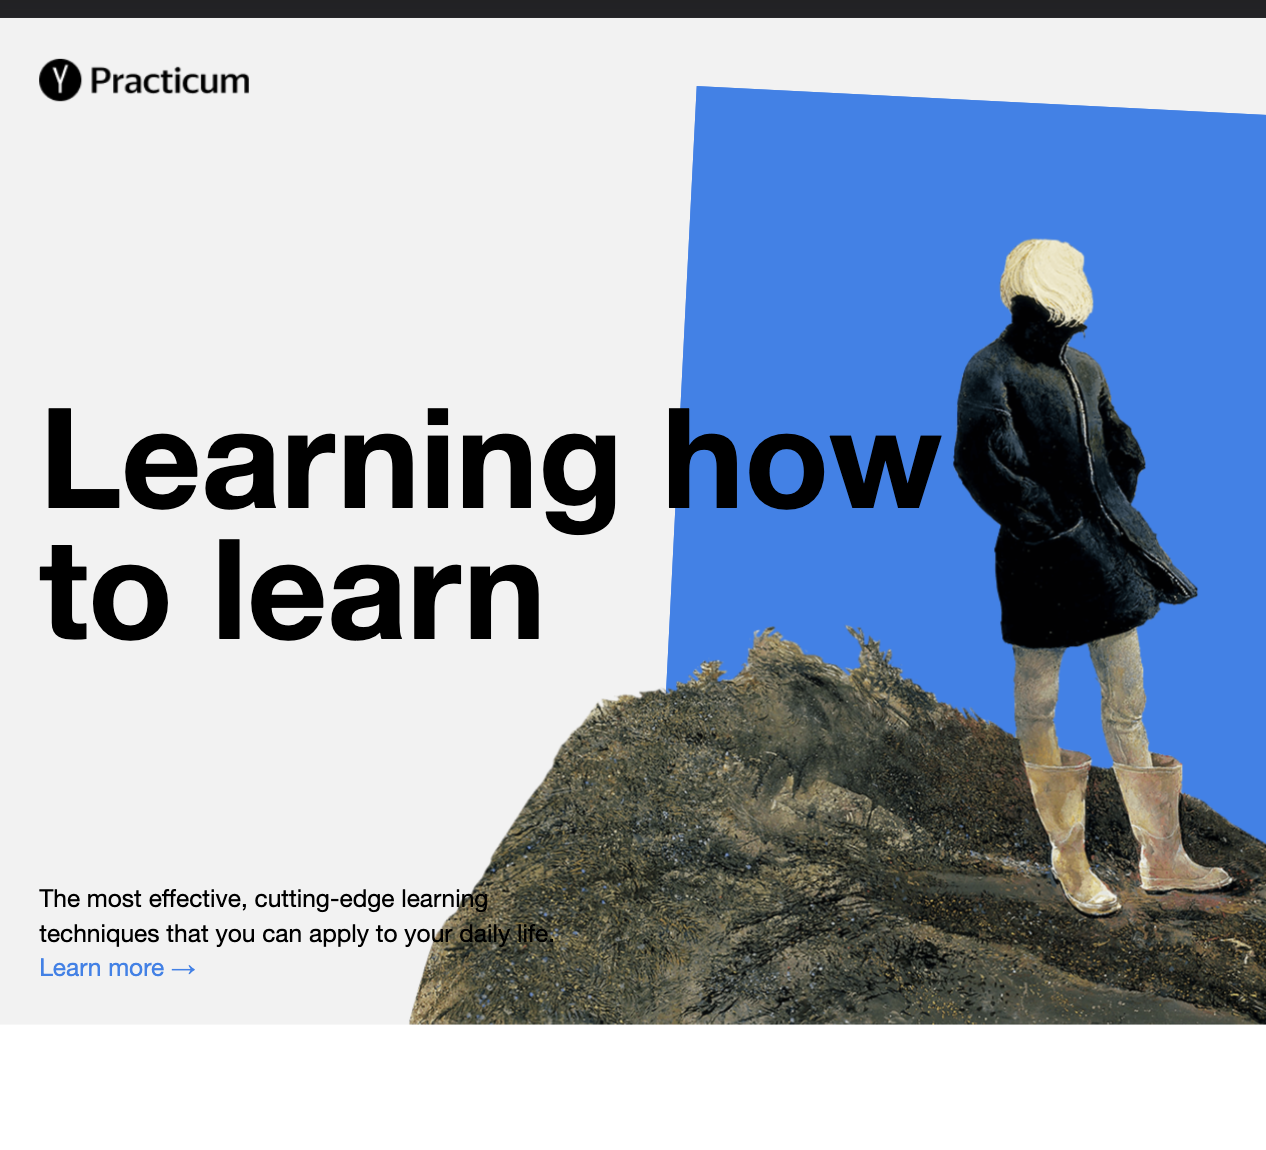 Y Practicum
Learning how
to learn
The most effective, cutting-edge learning
techniques that you can apply to your daily life.
Learn more →